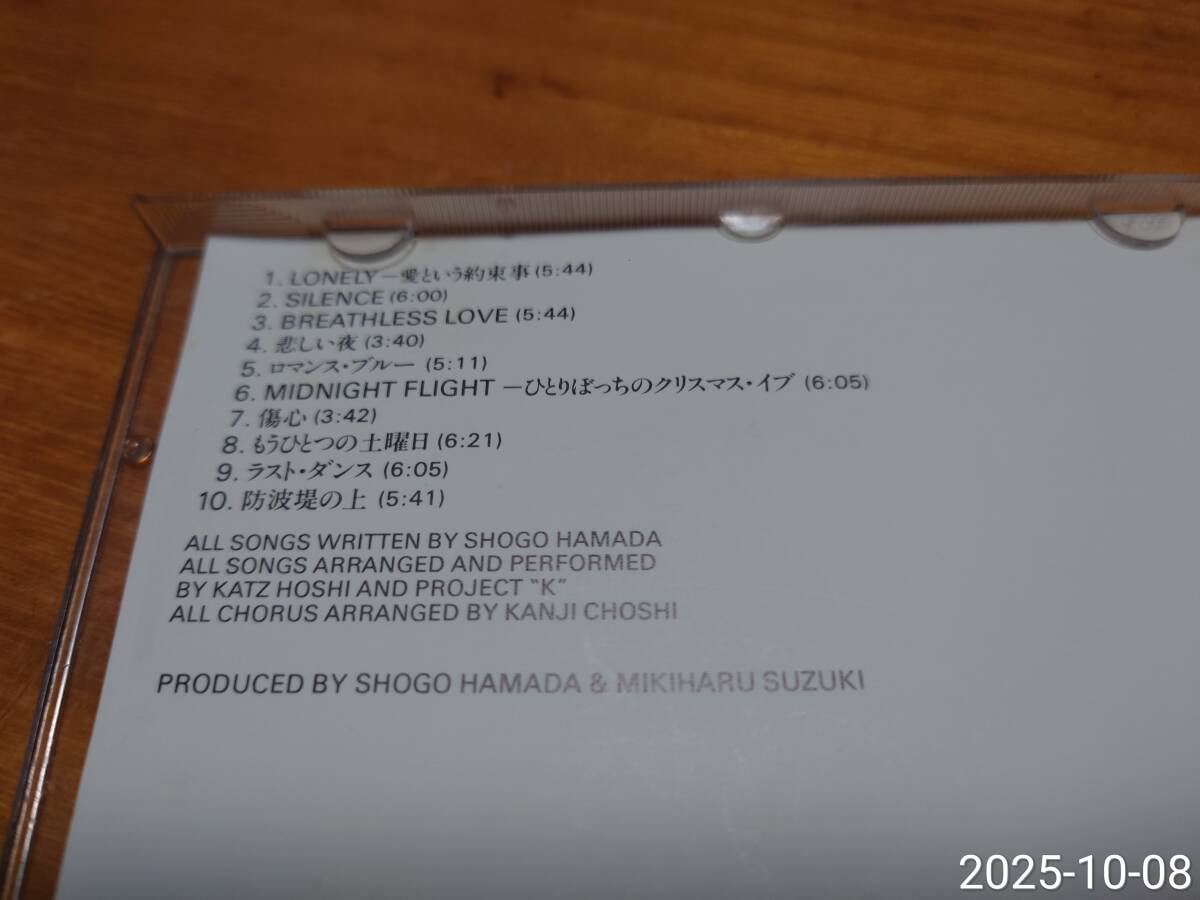 1. LONELY－愛という約束事 (5:44)
2. SILENCE (6:00)
3. BREATHLESS LOVE (5:44)
4. 悲しい夜 (3:40)
5. ロマンス・ブルー (5:11)
6. MIDNIGHT FLIGHT －ひとりぼっちのクリスマス・イブ (6:05)
7. 傷心 (3:42)
8. もうひとつの土曜日 (6:21)
9. ラスト・ダンス (6:05)
10. 防波堤の上 (5:41)
ALL SONGS WRITTEN BY SHOGO HAMADA
ALL SONGS ARRANGED AND PERFORMED
BY KATZ HOSHI AND PROJECT “K”
ALL CHORUS ARRANGED BY KANJI CHOSHI
PRODUCED BY SHOGO HAMADA & MIKIHARU SUZUKI
2025-10-08